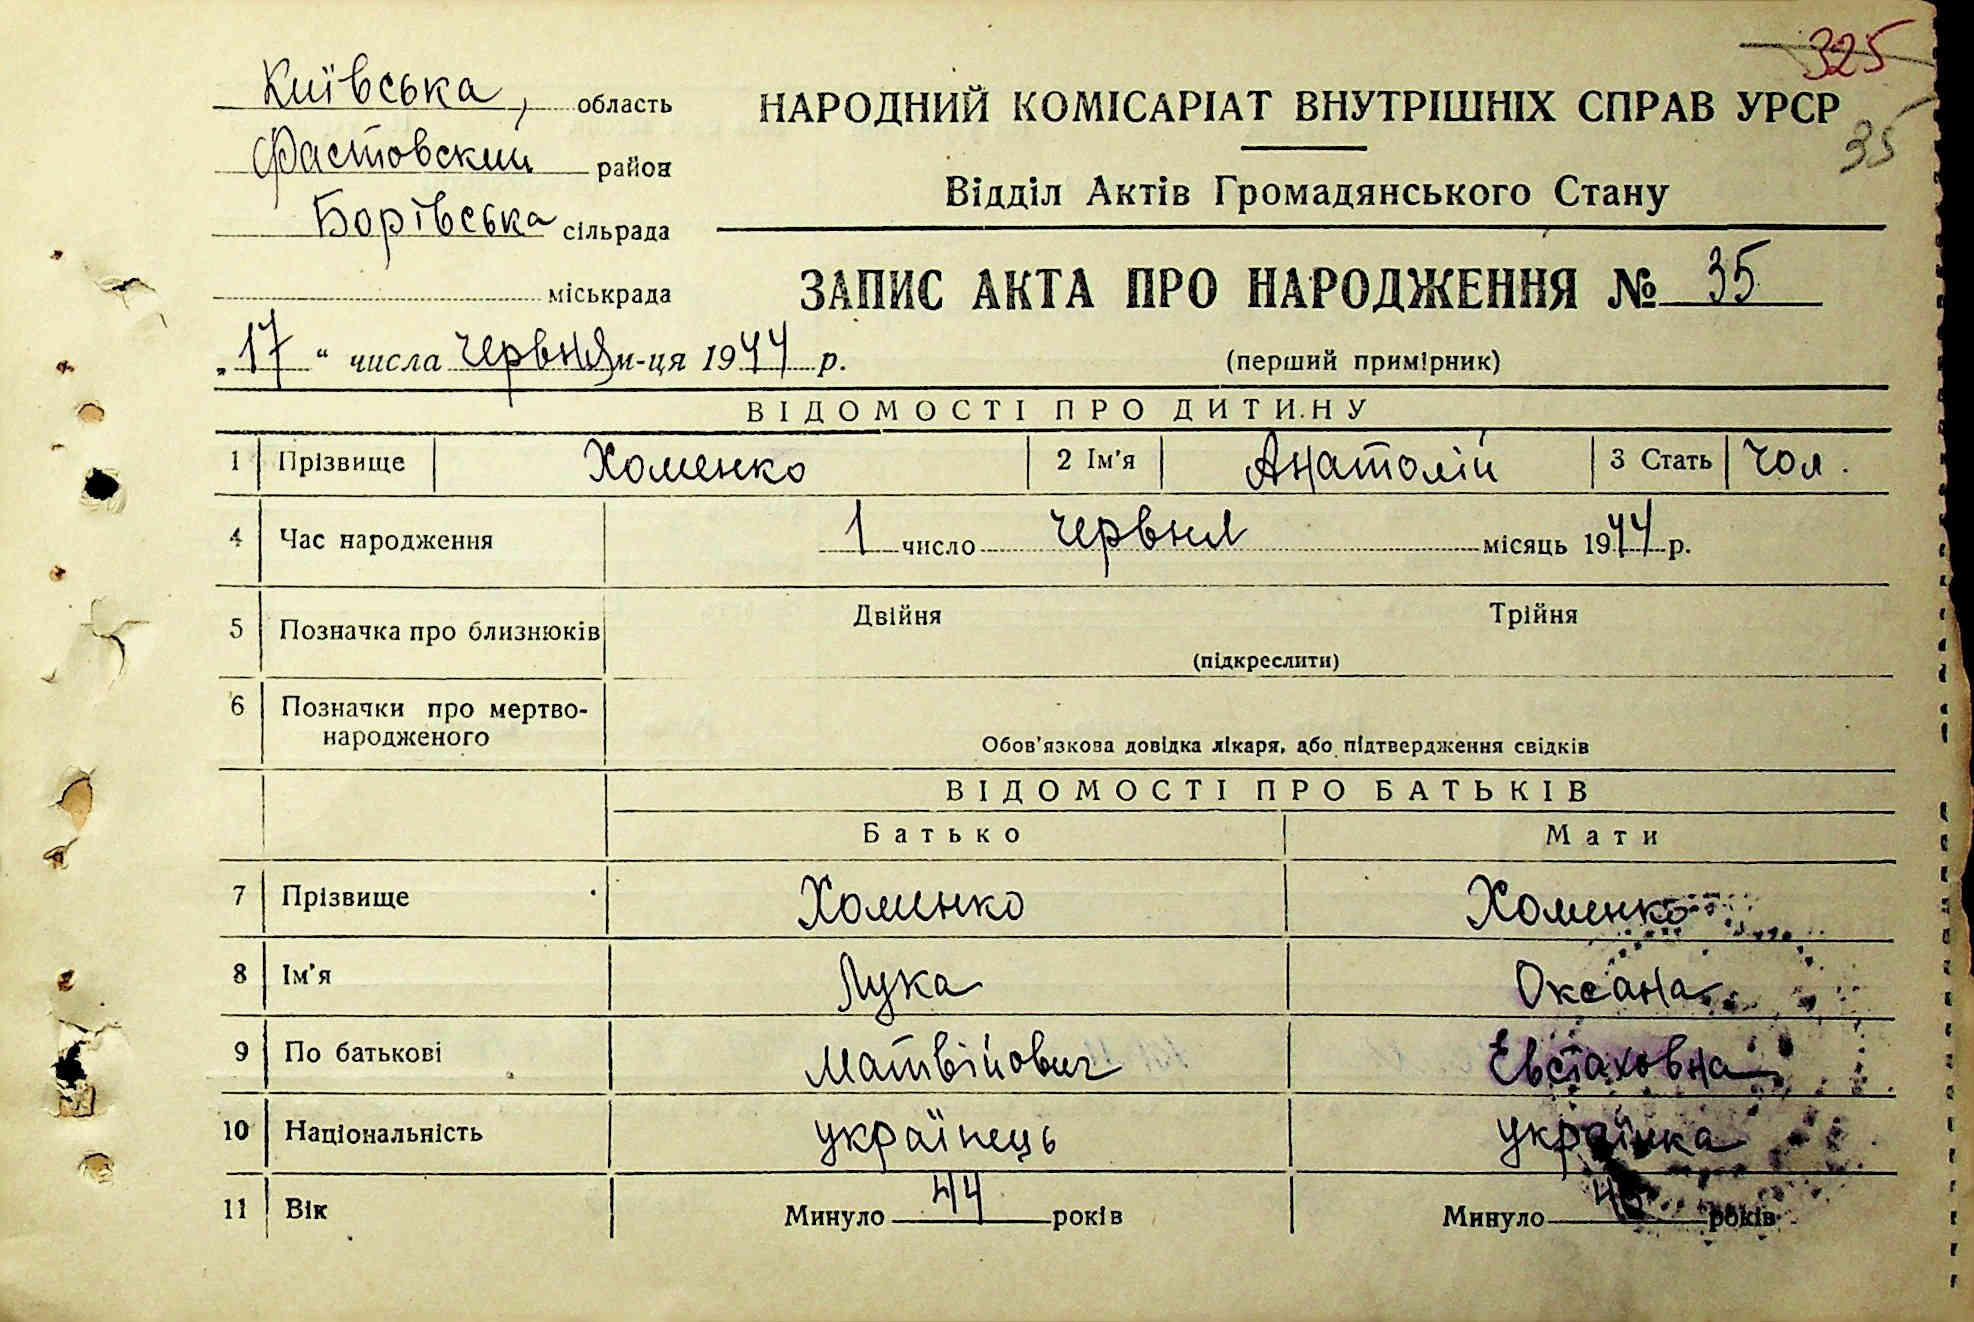 325
35
Київська, область
Фастовский район
Борівська сільрада
міськрада
НАРОДНИЙ КОМІСАРІАТ ВНУТРІШНІХ СПРАВ УРСР
Відділ Актів Громадянського Стану
ЗАПИС АКТА ПРО НАРОДЖЕННЯ № 35
„17“ числа червня м-ця 1944 р.
(перший примірник)
ВІДОМОСТІ ПРО ДИТИНУ
1 Прізвище Хоменко 2 Ім'я Анатолій 3 Стать чол.
4 Час народження 1 число червня місяць 1944 р.
5 Позначка про близнюків Двійня Трійня
(підкреслити)
6 Позначки про мертво-
народженого
Обов'язкова довідка лікаря, або підтвердження свідків
ВІДОМОСТІ ПРО БАТЬКІВ
Батько Мати
7 Прізвище Хоменко Хоменко
8 Ім'я Лука Оксана
9 По батькові Матвійович Євстаховна
10 Національність українець українка
11 Вік Минуло 44 років Минуло років